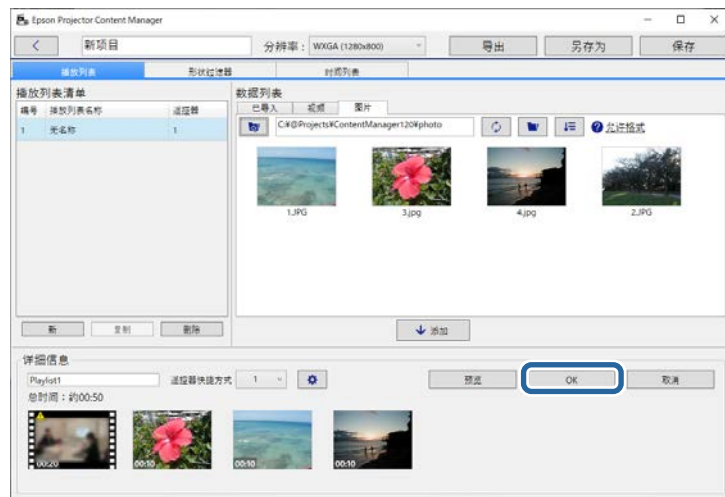 Epson Projector Content Manager
新项目 分辨率： WXGA (1280x800) 导出 另存为 保存
播放列表 形状过滤器 时间列表
播放列表清单
编号 播放列表名称 遥控器
1 无名称 1
新 复制 删除
数据列表
已导入 视频 图片
C:¥@Projects¥ContentManager120¥photo 允许格式
1.JPG 3.jpg 4.jpg 2.JPG
添加
详细信息
Playlist1 遥控器快捷方式 1 预览 OK 取消
总时间：约00:50
00:20 00:10 00:10 00:10